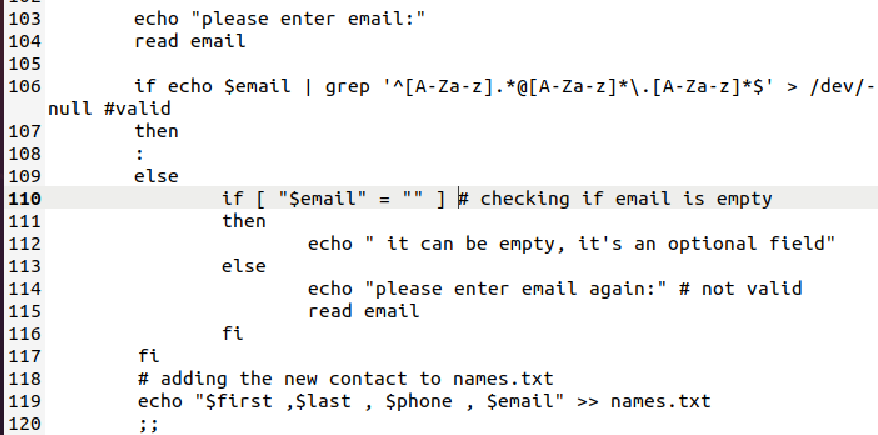 103 echo "please enter email:"
104 read email
105
106 if echo $email | grep '^[A-Za-z].*@[A-Za-z]*\.[A-Za-z]*$' > /dev/-
null #valid
107 then
108 :
109 else
110 if [ "$email" = "" ] # checking if email is empty
111 then
112 echo " it can be empty, it's an optional field"
113 else
114 echo "please enter email again:" # not valid
115 read email
116 fi
117 fi
118 # adding the new contact to names.txt
119 echo "$first ,$last , $phone , $email" >> names.txt
120 ;;